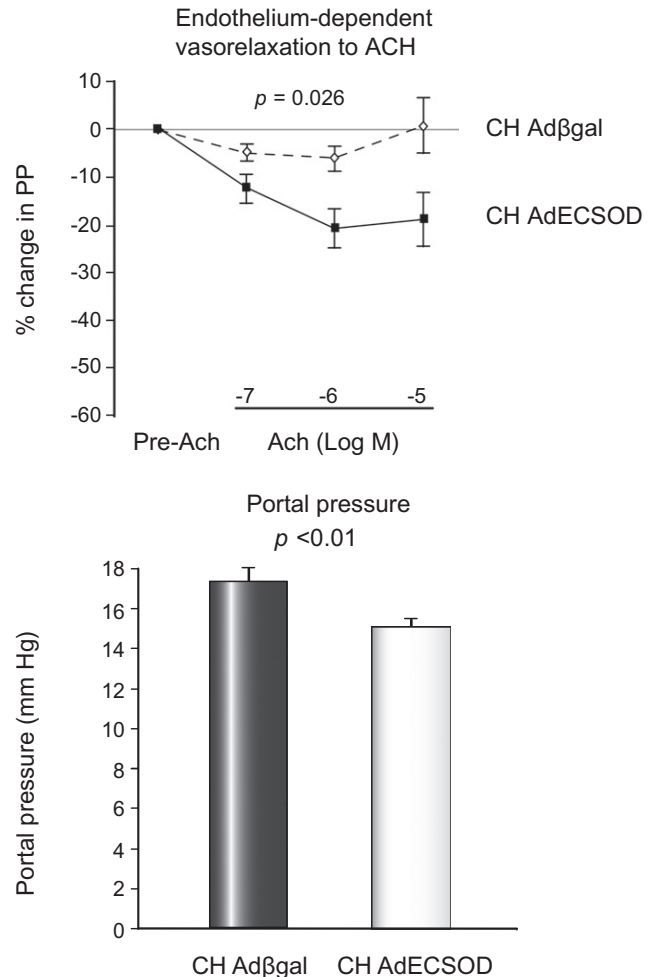 Endothelium-dependent
vasorelaxation to ACH
10
p = 0.026
0
CH Adβgal
-10
-20
CH AdECSOD
-30
-40
-50
-60
% change in PP
-7 -6 -5
Pre-Ach Ach (Log M)
Portal pressure
p <0.01
18
16
14
12
10
8
6
4
2
0
Portal pressure (mm Hg)
CH Adβgal CH AdECSOD